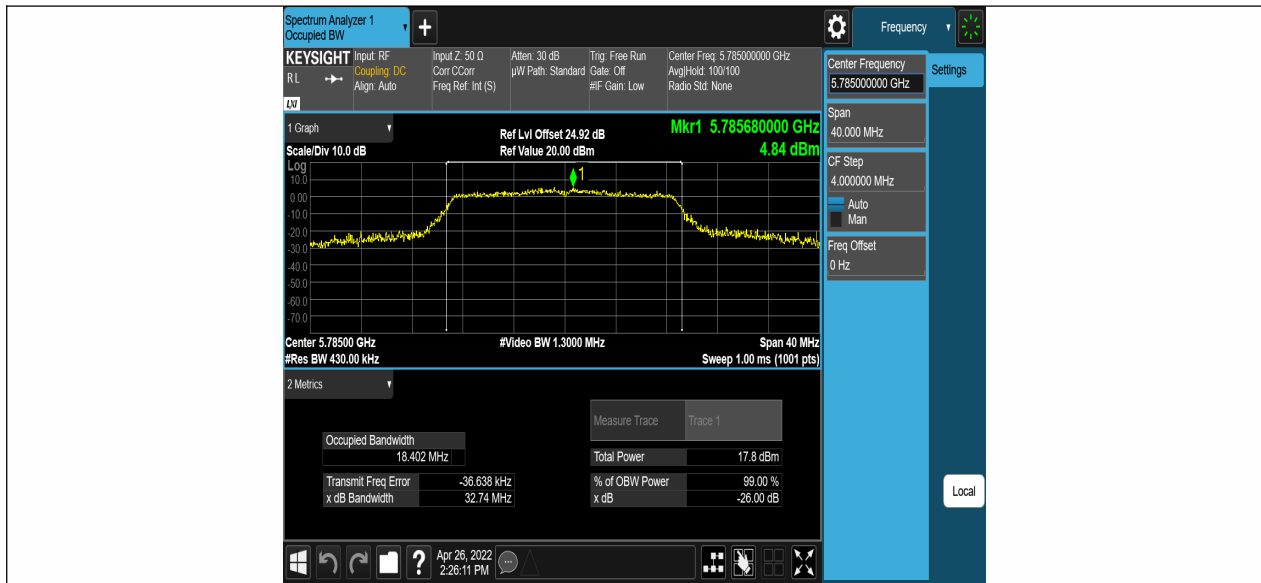 Spectrum Analyzer 1
Occupied BW
Frequency
KEYSIGHT
RL
LXI
Input: RF
Coupling: DC
Align: Auto
Input Z: 50 Ω
Corr CCorr
Freq Ref: Int (S)
Atten: 30 dB
µW Path: Standard
Trig: Free Run
Gate: Off
#IF Gain: Low
Center Freq: 5.785000000 GHz
Avg|Hold: 100/100
Radio Std: None
Center Frequency
5.785000000 GHz
Settings
Span
40.000 MHz
CF Step
4.000000 MHz
Auto
Man
Freq Offset
0 Hz
Local
1 Graph
Scale/Div 10.0 dB
Ref Lvl Offset 24.92 dB
Ref Value 20.00 dBm
Mkr1 5.785680000 GHz
4.84 dBm
Log
10.0
0.00
-10.0
-20.0
-30.0
-40.0
-50.0
-60.0
-70.0
1
Center 5.78500 GHz
#Video BW 1.3000 MHz
Span 40 MHz
#Res BW 430.00 kHz
Sweep 1.00 ms (1001 pts)
2 Metrics
Measure Trace Trace 1
Occupied Bandwidth
18.402 MHz
Total Power 17.8 dBm
Transmit Freq Error -36.638 kHz
% of OBW Power 99.00 %
x dB Bandwidth 32.74 MHz
x dB -26.00 dB
?
Apr 26, 2022
2:26:11 PM